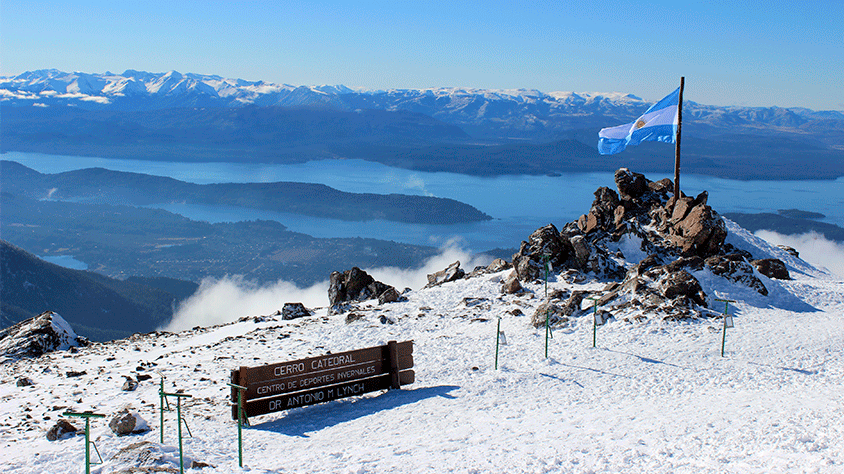 CERRO CATEDRAL
CENTRO DE DEPORTES INVERNALES
DR ANTONIO M LYNCH